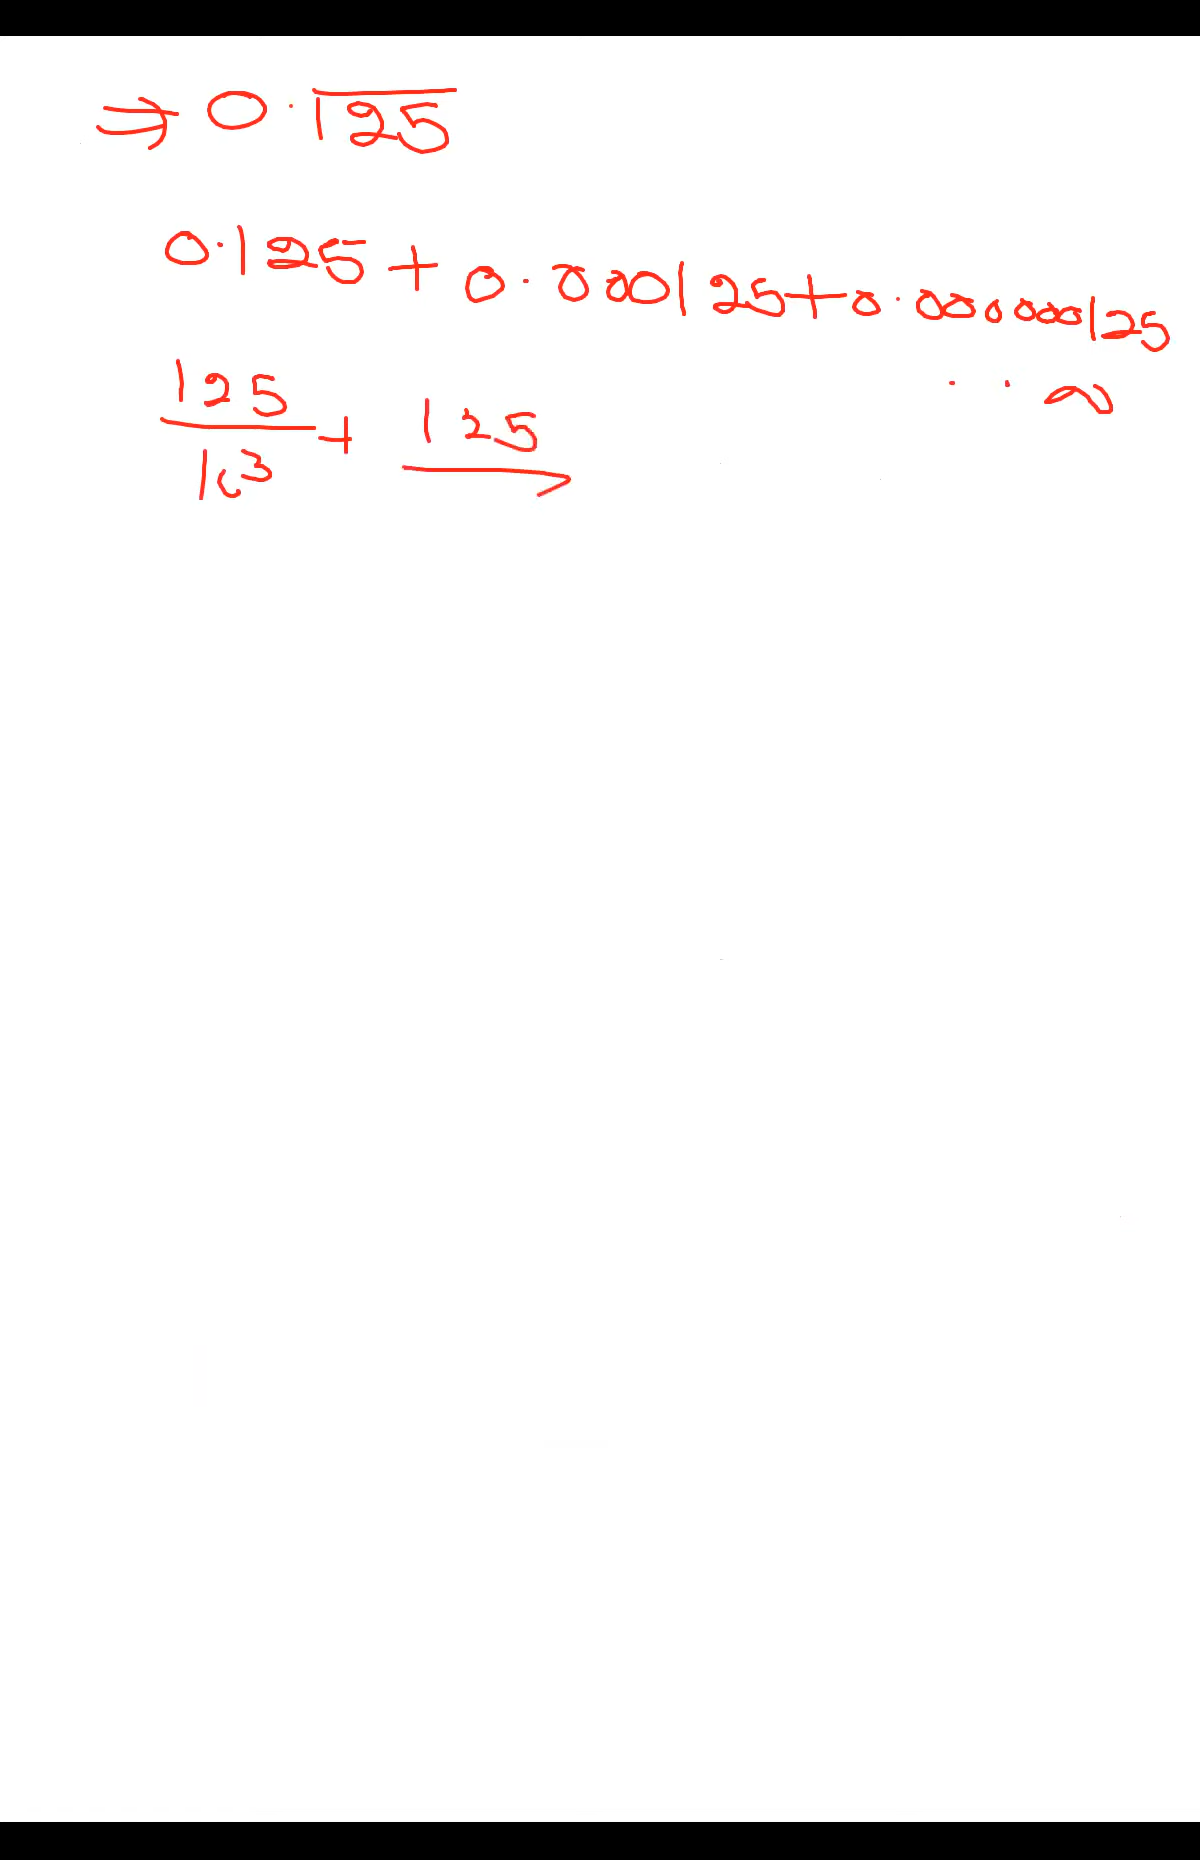 ⇒ 0.1̅2̅5̅
0.125 + 0.000125 + 0.000000125
. . ∞
125/10³ + 125/